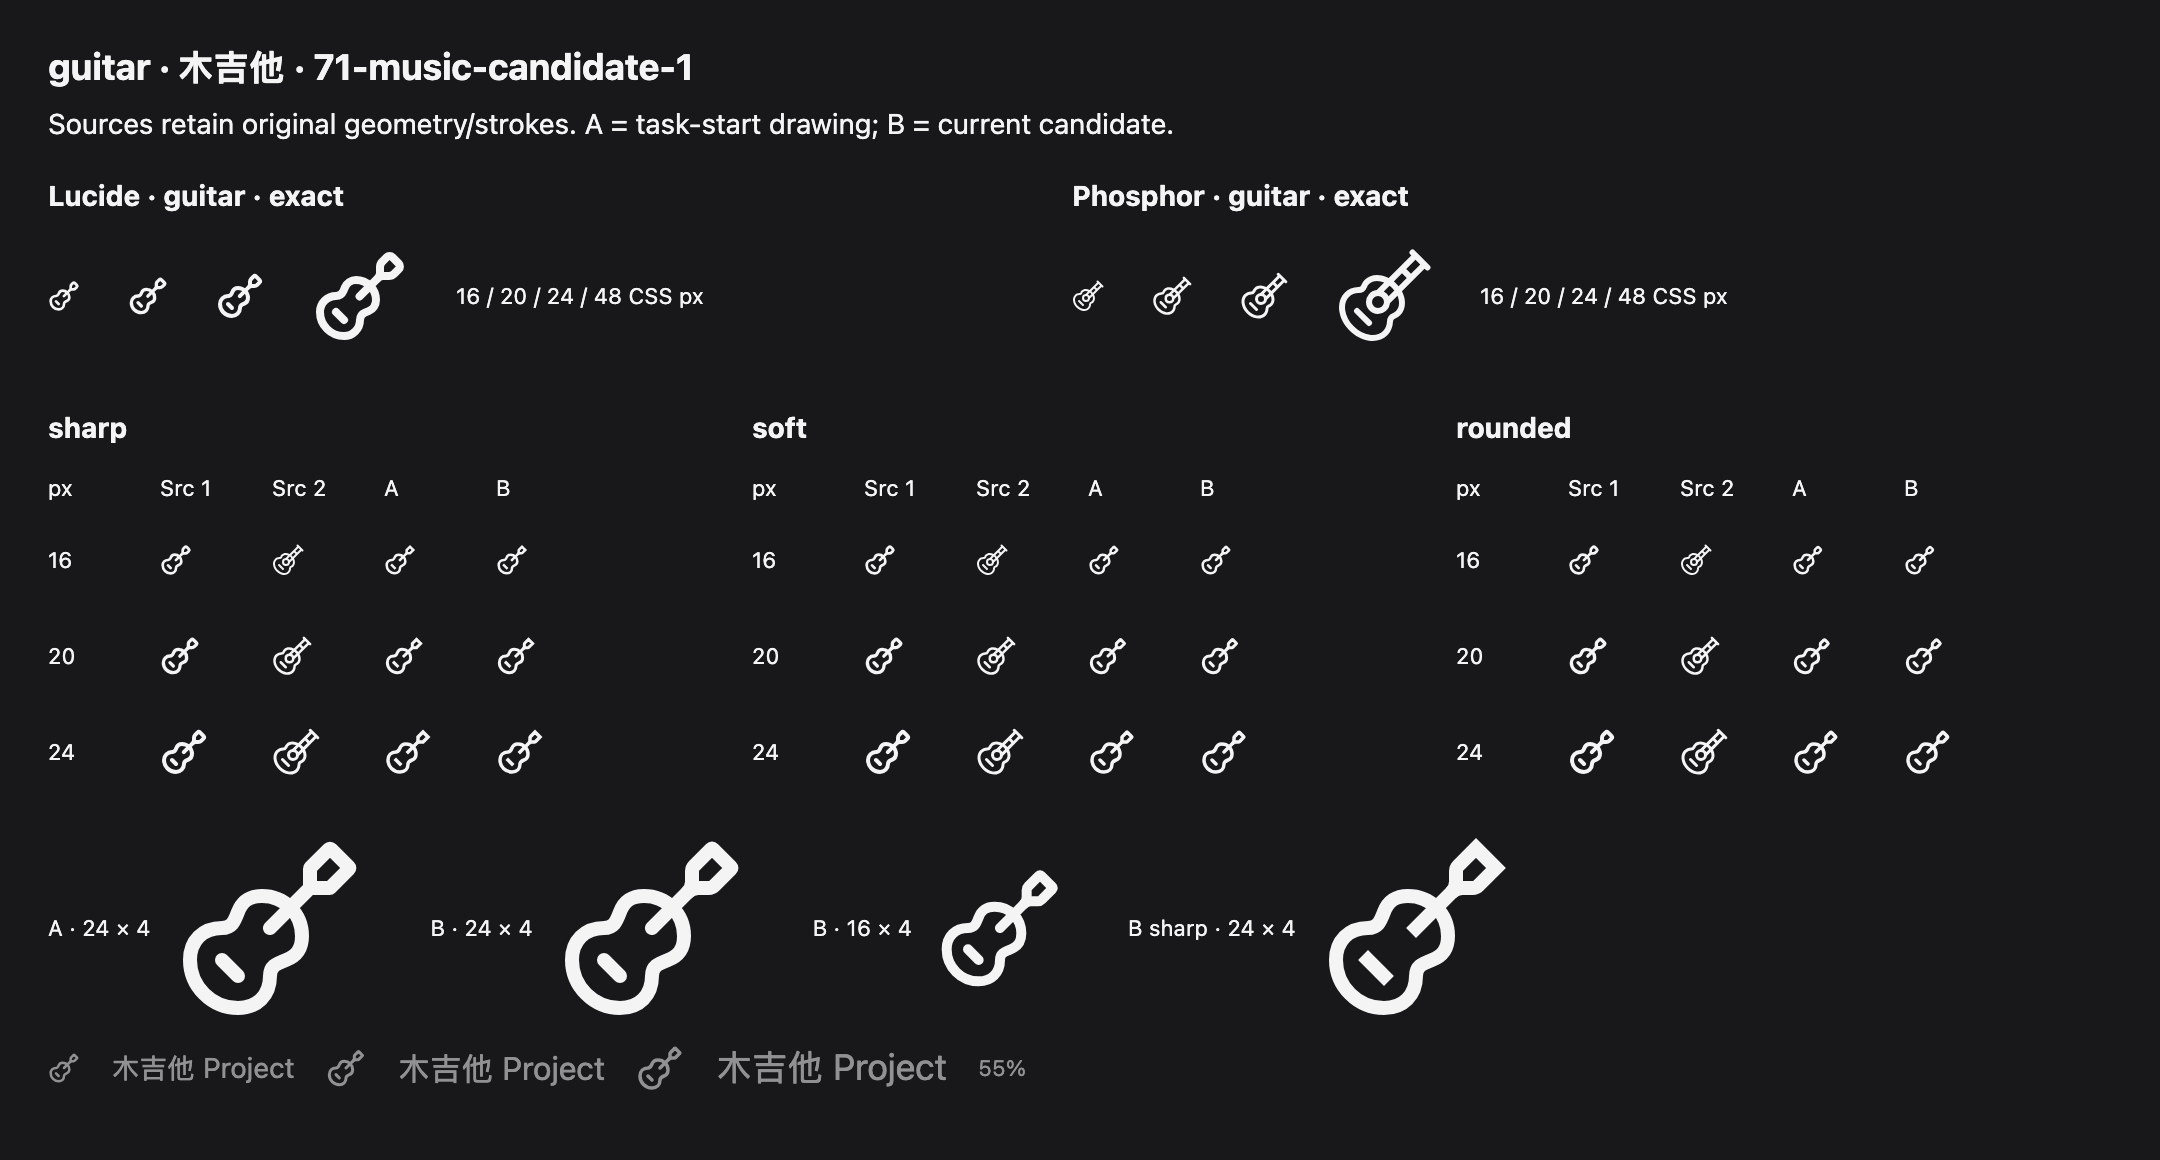 guitar · 木吉他 · 71-music-candidate-1
Sources retain original geometry/strokes. A = task-start drawing; B = current candidate.
Lucide · guitar · exact
Phosphor · guitar · exact
16 / 20 / 24 / 48 CSS px
16 / 20 / 24 / 48 CSS px
sharp
soft
rounded
px Src 1 Src 2 A B
px Src 1 Src 2 A B
px Src 1 Src 2 A B
16
16
16
20
20
20
24
24
24
A · 24 × 4
B · 24 × 4
B · 16 × 4
B sharp · 24 × 4
木吉他 Project
木吉他 Project
木吉他 Project
55%